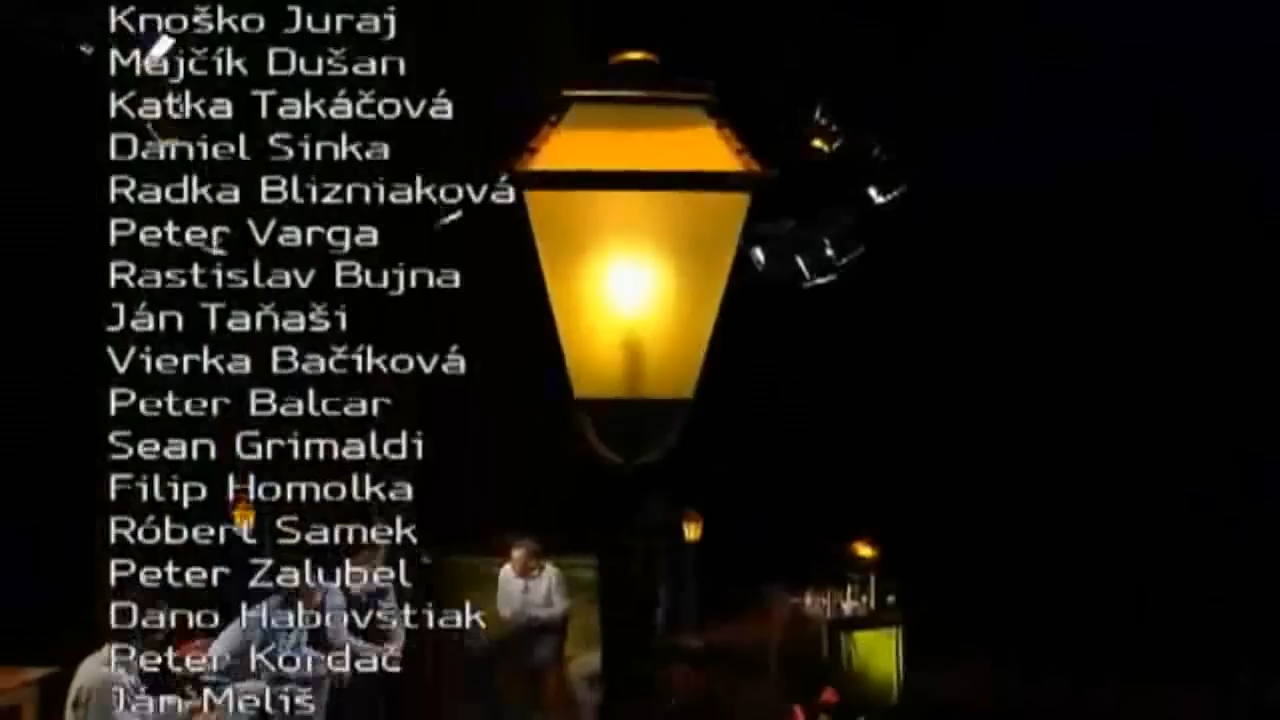 Knoško Juraj
Majčík Dušan
Katka Takáčová
Daniel Sinka
Radka Blizniaková
Peter Varga
Rastislav Bujna
Ján Taňaši
Vierka Bačíková
Peter Balcar
Sean Grimaldi
Filip Homolka
Róbert Samek
Peter Zalubel
Dano Habovštiak
Peter Kordač
Ján Meliš